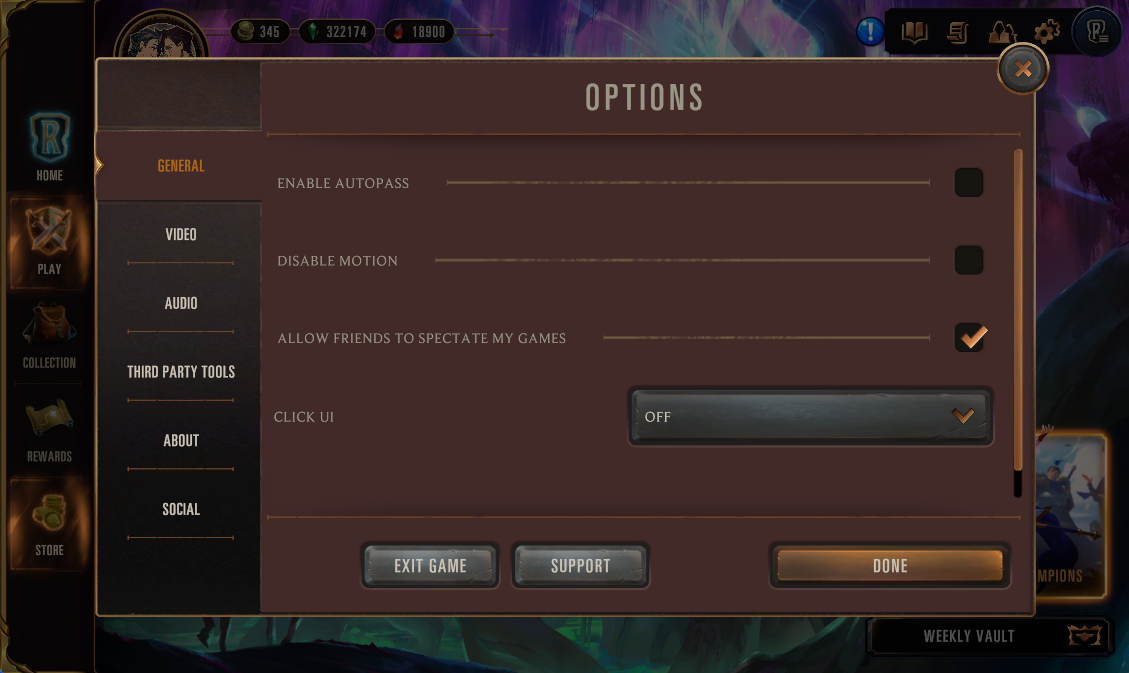 345
322174
18900
OPTIONS
GENERAL
VIDEO
AUDIO
THIRD PARTY TOOLS
ABOUT
SOCIAL
HOME
PLAY
COLLECTION
REWARDS
STORE
ENABLE AUTOPASS
DISABLE MOTION
ALLOW FRIENDS TO SPECTATE MY GAMES
CLICK UI
OFF
EXIT GAME
SUPPORT
DONE
MPIONS
WEEKLY VAULT